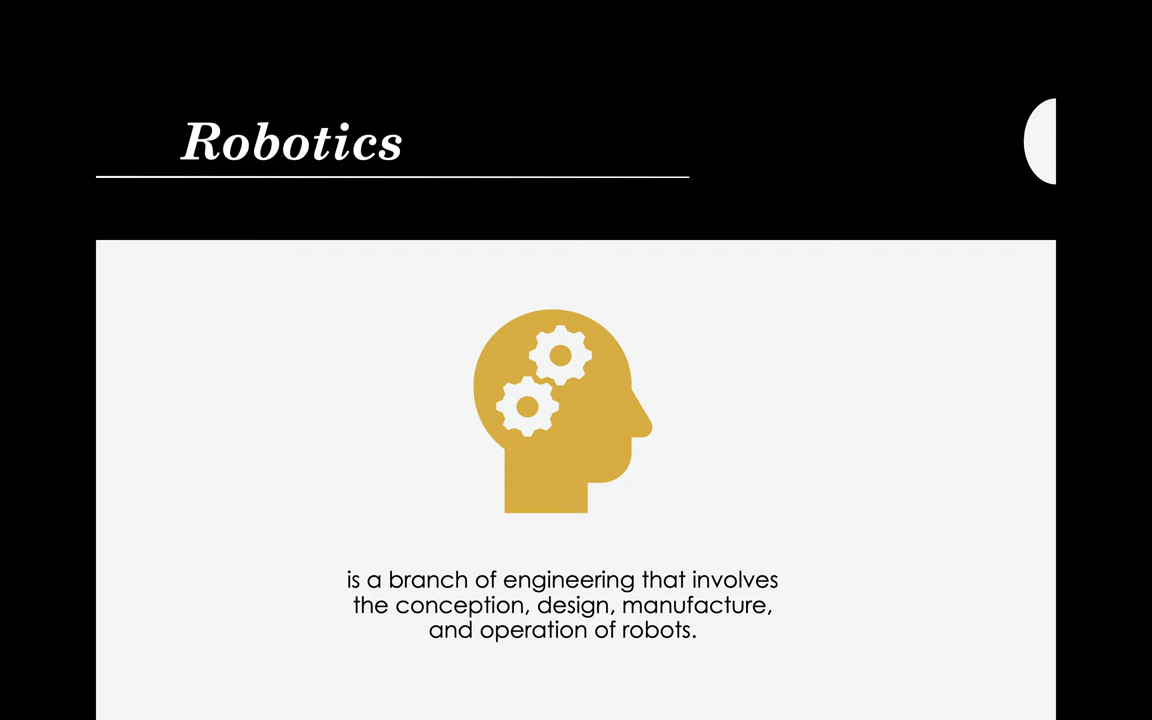 Robotics
is a branch of engineering that involves
the conception, design, manufacture,
and operation of robots.